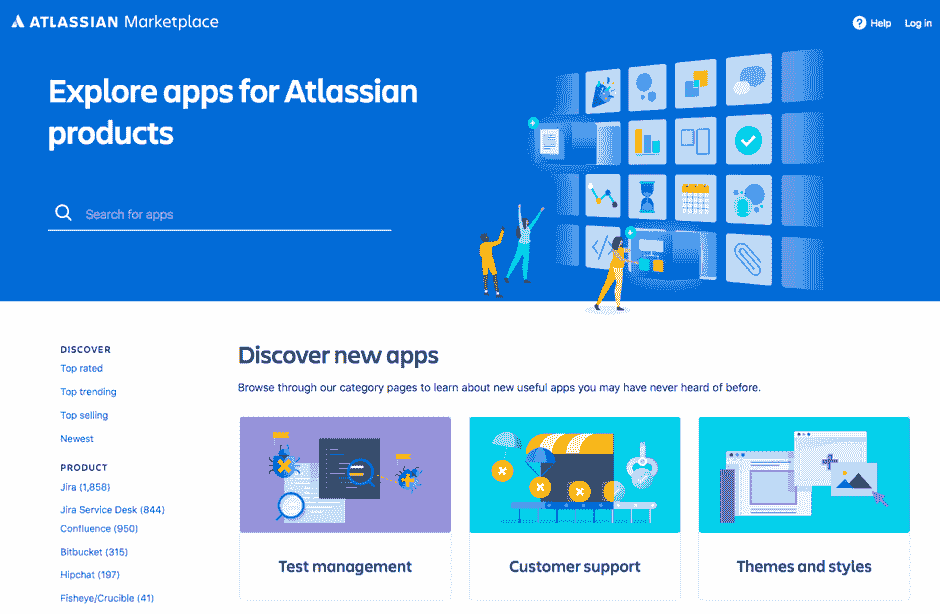 ATLASSIAN Marketplace
Help
Log in
Explore apps for Atlassian
products
Search for apps
DISCOVER
Top rated
Top trending
Top selling
Newest
PRODUCT
Jira (1,858)
Jira Service Desk (844)
Confluence (950)
Bitbucket (315)
Hipchat (197)
Fisheye/Crucible (41)
Discover new apps
Browse through our category pages to learn about new useful apps you may have never heard of before.
Test management
Customer support
Themes and styles